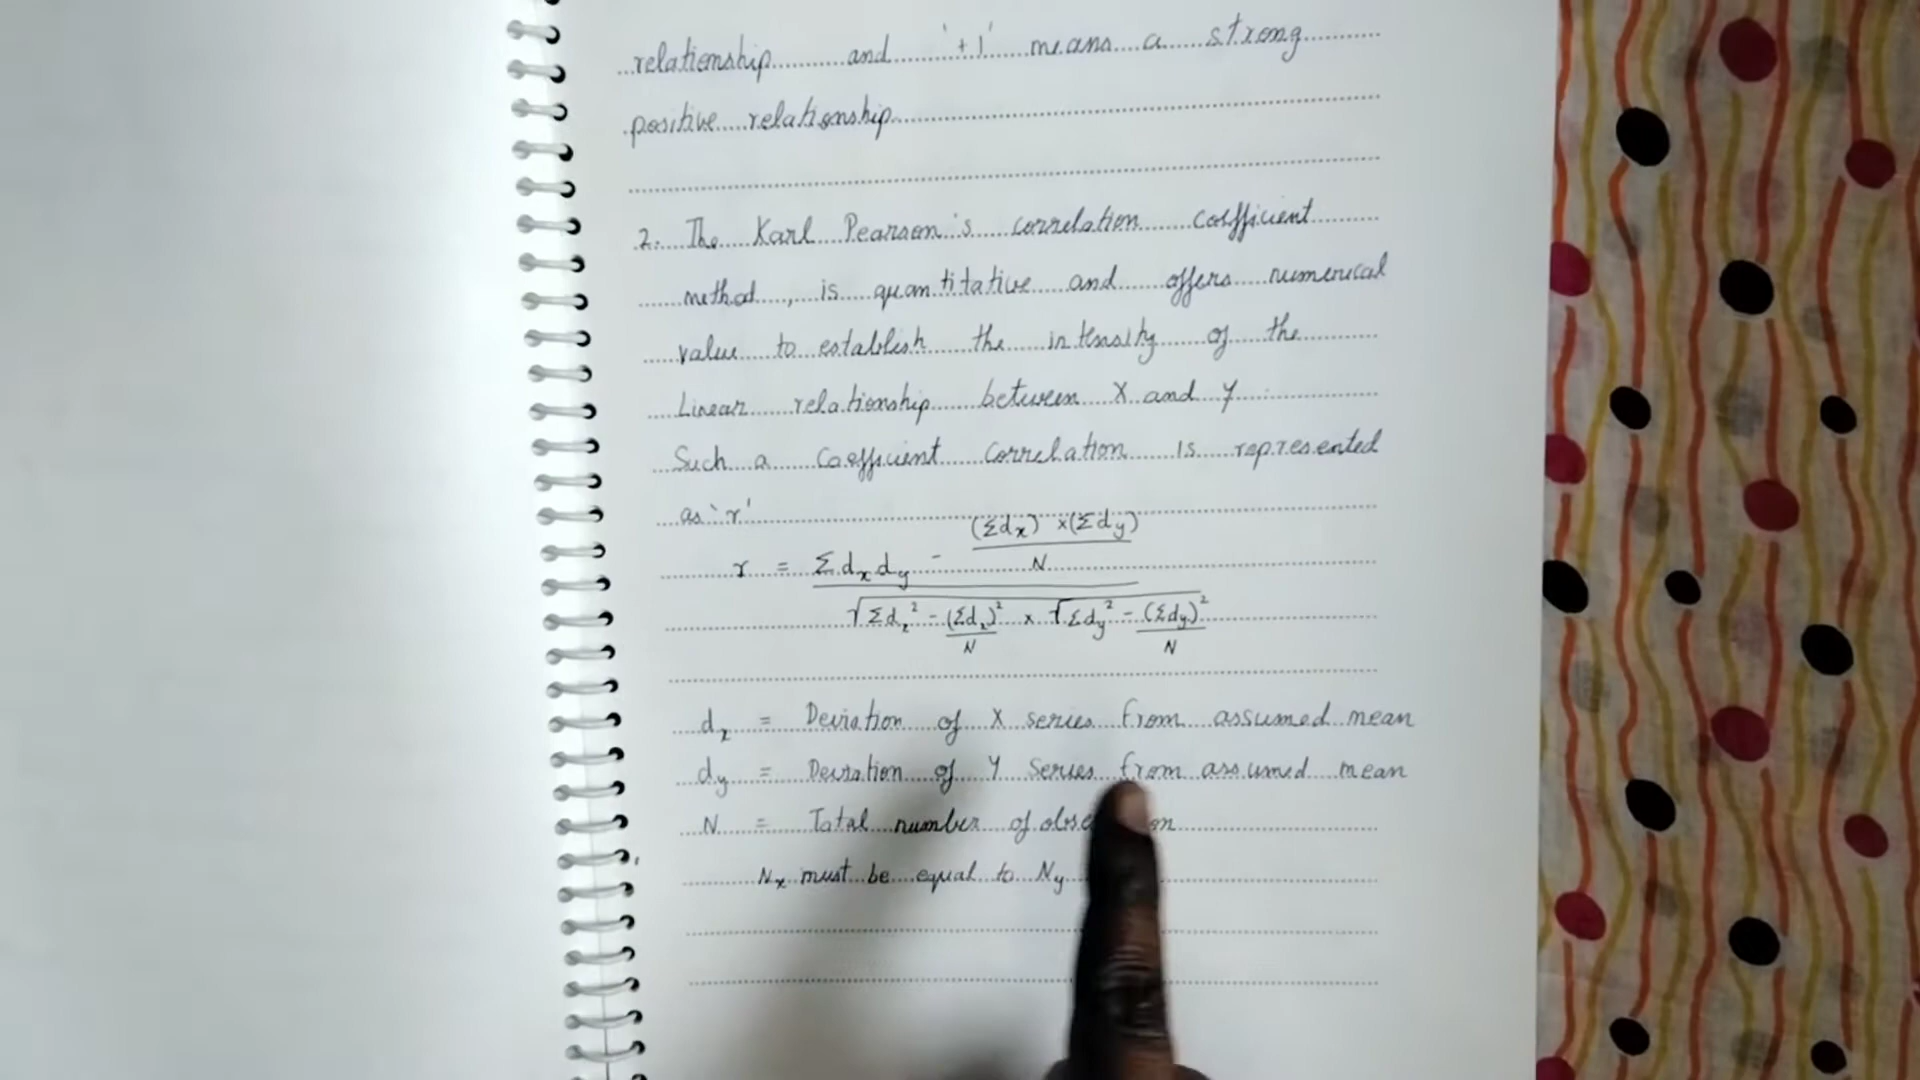 relationship and '+1' means a strong
positive relationship.
2. The Karl Pearson's correlation coefficient
method, is quantitative and offers numerical
value to establish the intensity of the
Linear relationship between X and Y.
Such a coefficient correlation is represented
as 'r'
r = Σdxdy - (Σdx) x (Σdy) / N
√Σdx² - (Σdx)² / N x √Σdy² - (Σdy)² / N
dx = Deviation of X series from assumed mean
dy = Deviation of Y Series from assumed mean
N = Total number of
Nx must be equal to Ny